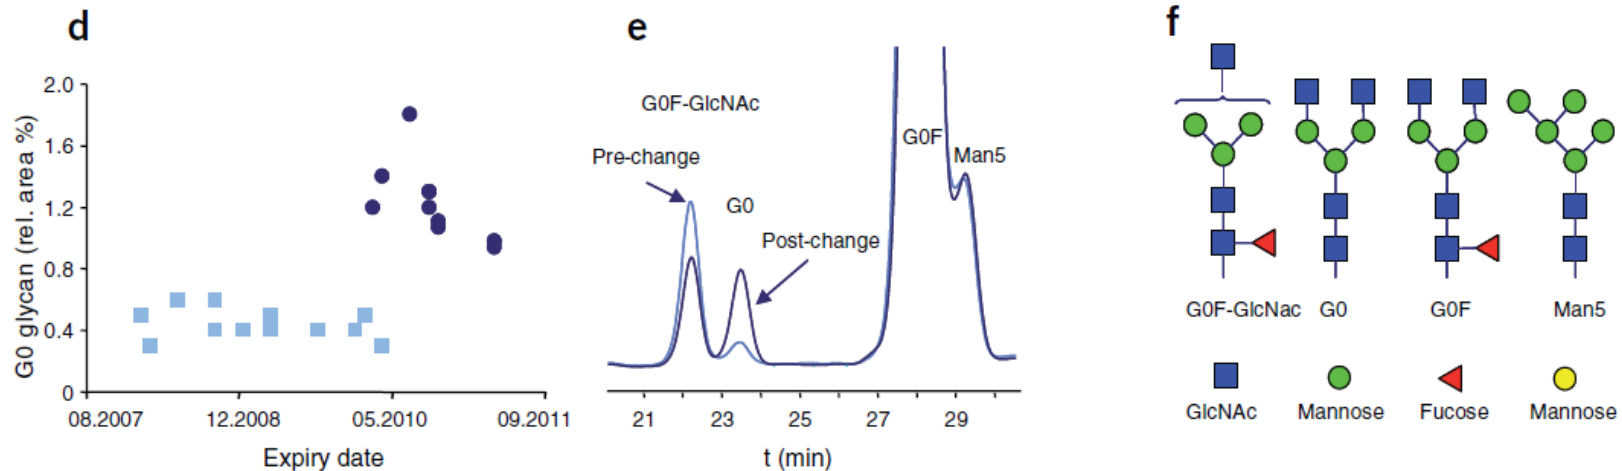 d
G0 glycan (rel. area %)
2.0
1.6
1.2
0.8
0.4
0
08.2007 12.2008 05.2010 09.2011
Expiry date
e
G0F-GlcNAc
Pre-change
G0
Post-change
G0F
Man5
21 23 25 27 29
t (min)
f
G0F-GlcNac G0 G0F Man5
GlcNAc Mannose Fucose Mannose